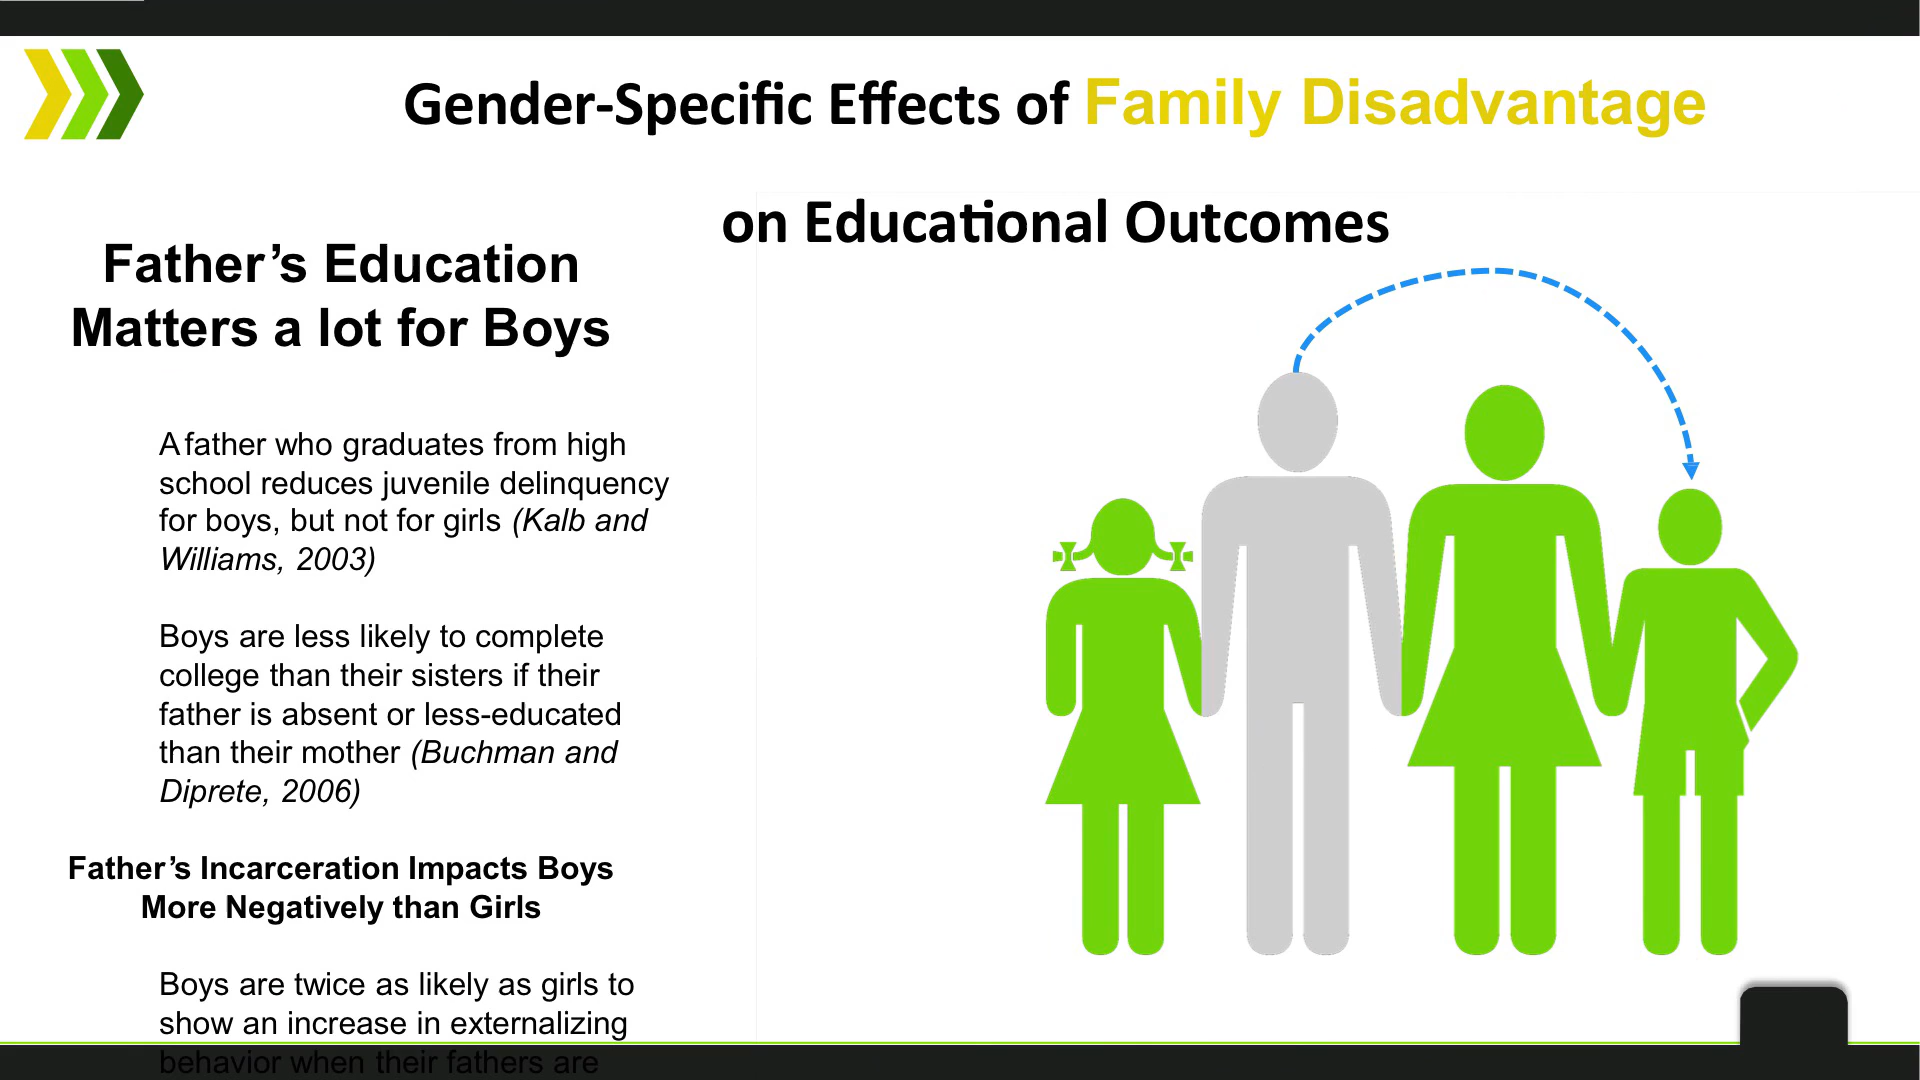 Gender-Specific Effects of Family Disadvantage
on Educational Outcomes
Father’s Education
Matters a lot for Boys
A father who graduates from high
school reduces juvenile delinquency
for boys, but not for girls (Kalb and
Williams, 2003)
Boys are less likely to complete
college than their sisters if their
father is absent or less-educated
than their mother (Buchman and
Diprete, 2006)
Father’s Incarceration Impacts Boys
More Negatively than Girls
Boys are twice as likely as girls to
show an increase in externalizing
behavior when their fathers are